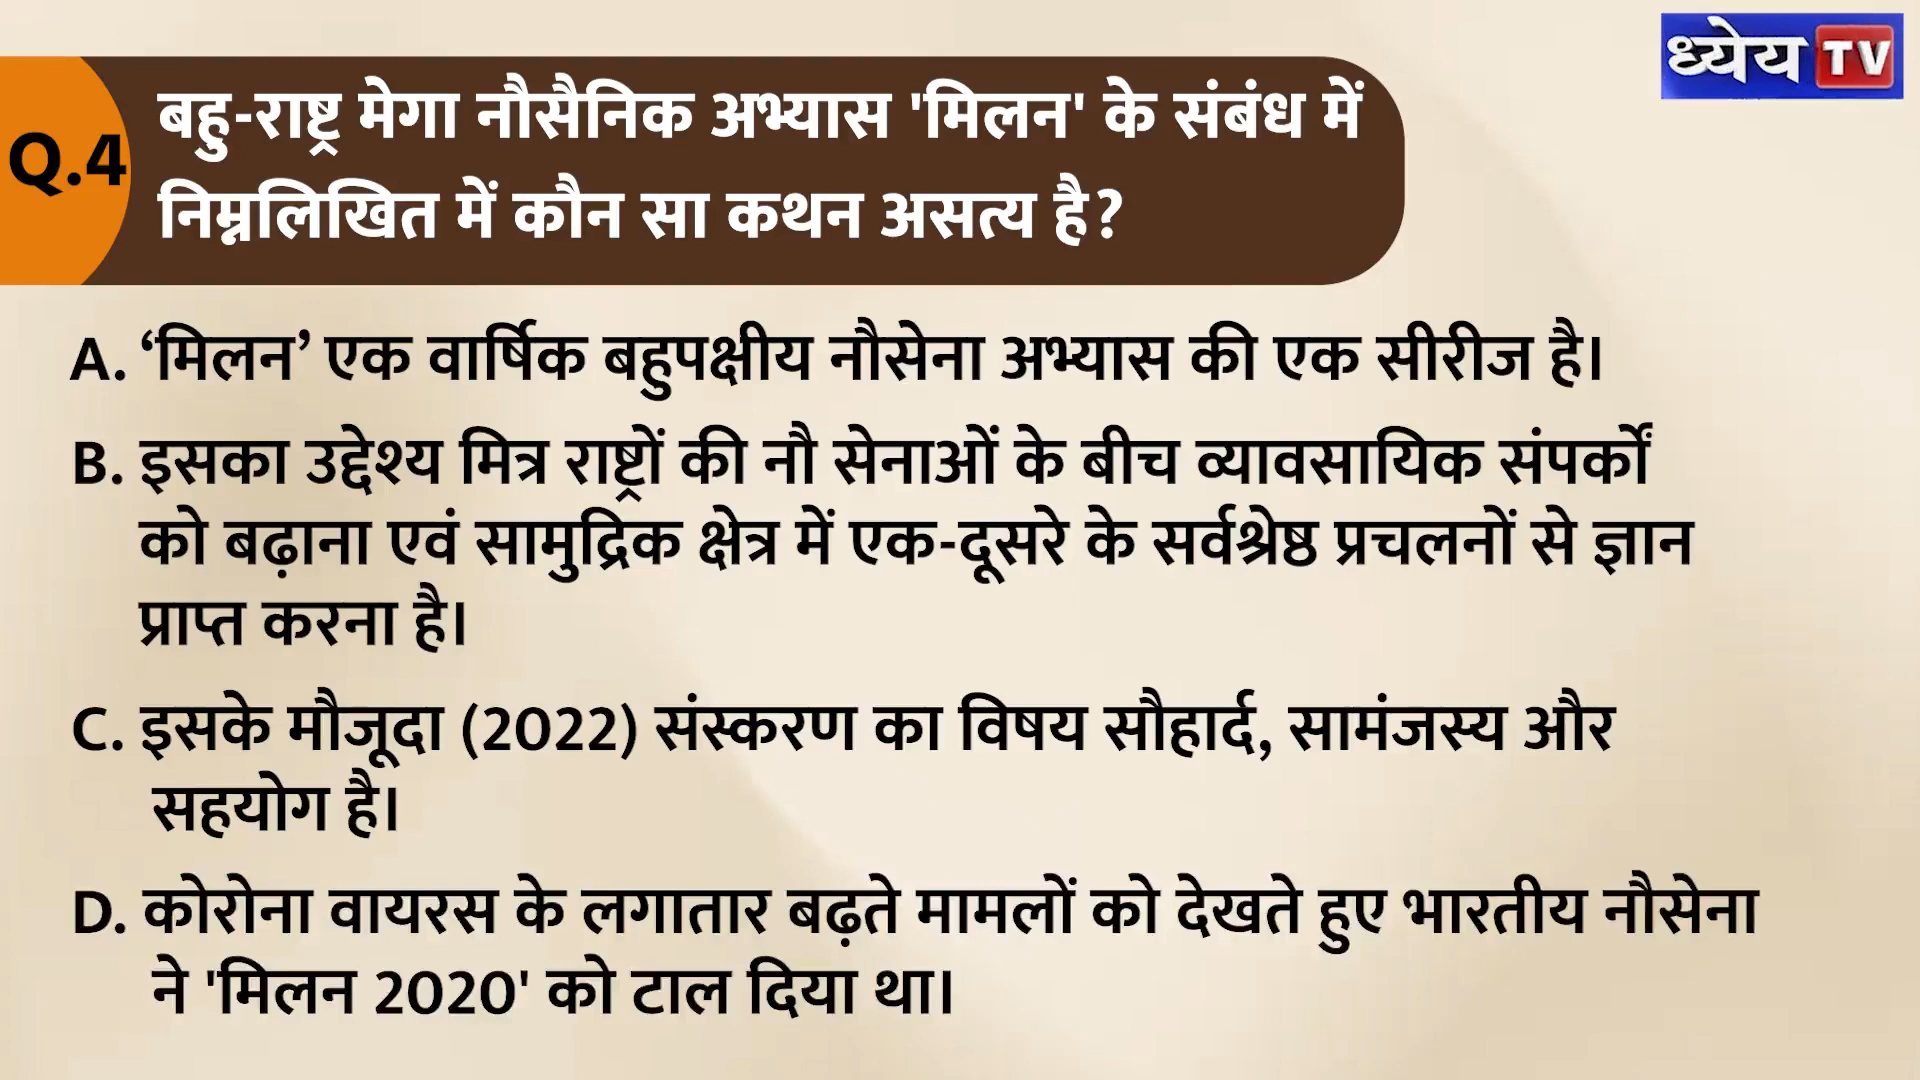 ध्येय TV
Q.4
बहु-राष्ट्र मेगा नौसैनिक अभ्यास 'मिलन' के संबंध में
निम्नलिखित में कौन सा कथन असत्य है?
A. ‘मिलन’ एक वार्षिक बहुपक्षीय नौसेना अभ्यास की एक सीरीज है।
B. इसका उद्देश्य मित्र राष्ट्रों की नौ सेनाओं के बीच व्यावसायिक संपर्कों
को बढ़ाना एवं सामुद्रिक क्षेत्र में एक-दूसरे के सर्वश्रेष्ठ प्रचलनों से ज्ञान
प्राप्त करना है।
C. इसके मौजूदा (2022) संस्करण का विषय सौहार्द, सामंजस्य और
सहयोग है।
D. कोरोना वायरस के लगातार बढ़ते मामलों को देखते हुए भारतीय नौसेना
ने 'मिलन 2020' को टाल दिया था।